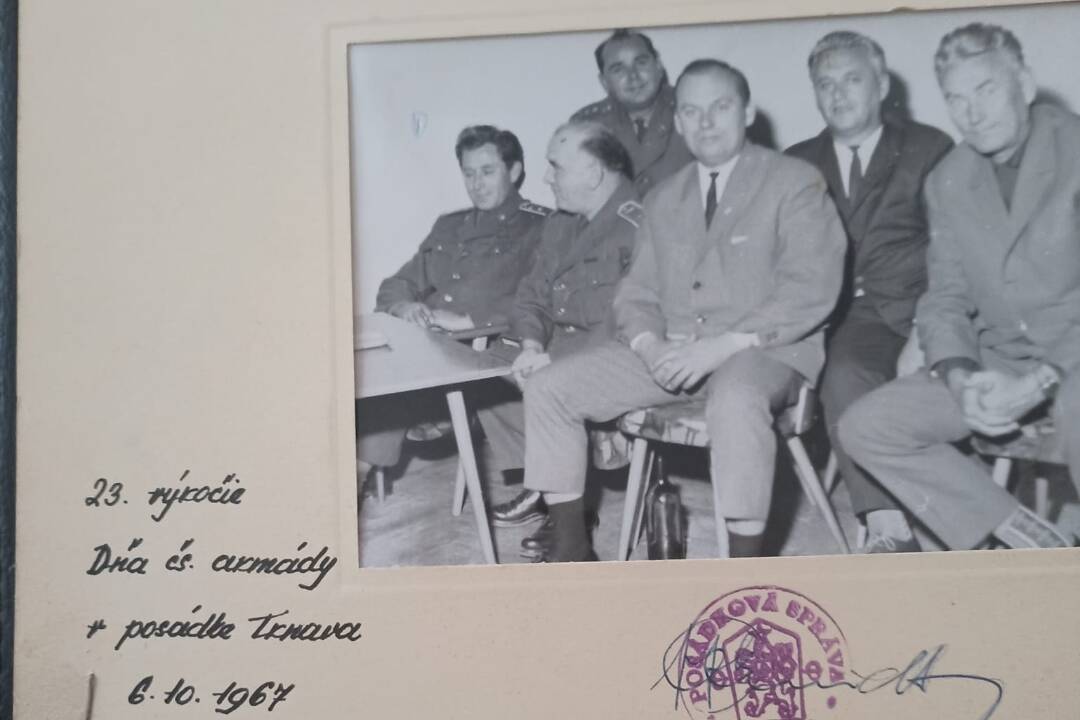 23. výročie
Dňa čs. armády
v posádke Trnava
6.10.1967
POSÁDKOVÁ SPRÁVA